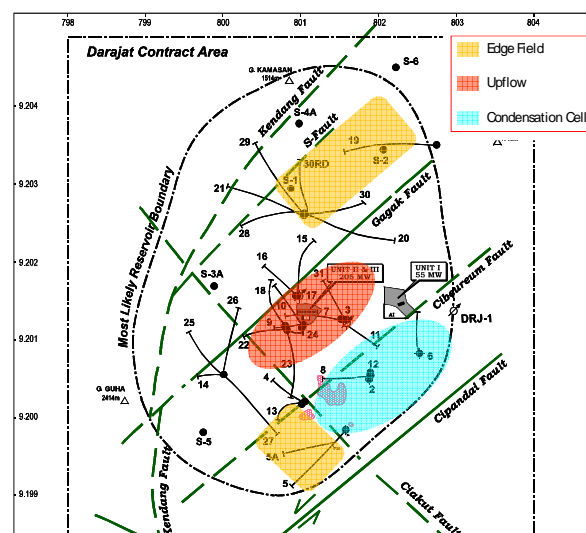 798 799 800 801 802 803 804
Darajat Contract Area
S-6
Edge Field
G. KAMASAN
1514m
Kendang Fault
Upflow
9.204
S-4A
Condensation Cell
S-Fault
29
19
30RD
S-2
9.203
S-1
21
30
Gagak Fault
28
20
15
9.202
16
UNIT II & III
205 MW
UNIT I
55 MW
31
S-3A
18
17
Cibeureum Fault
Most Likely Reservoir Boundary
26
10
7
3
A1
DRJ-1
25
9
24
11
9.201
22
23
6
8
12
4
2
14
G. GUHA
2414m
Cipandai Fault
13
9.200
27
S-5
5A
Kendang Fault
5
Ciakut Fault
9.199